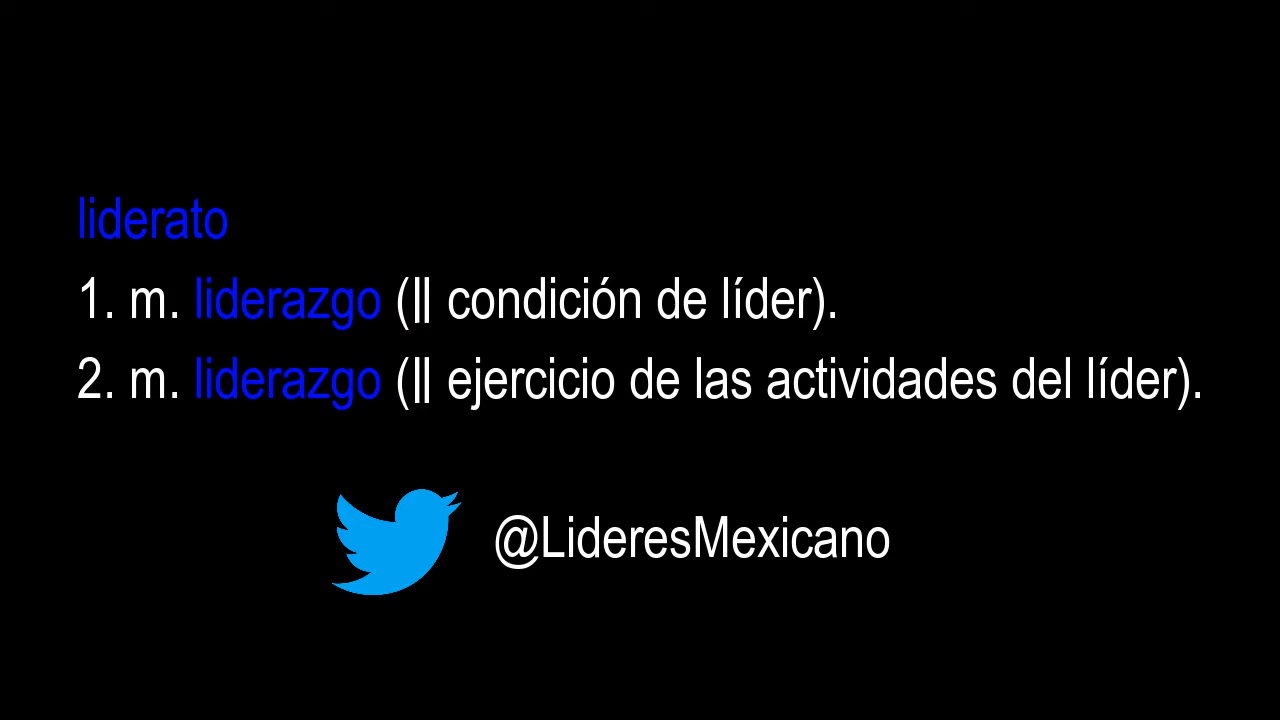 liderato
1. m. liderazgo (ǁ condición de líder).
2. m. liderazgo (ǁ ejercicio de las actividades del líder).
@LideresMexicano